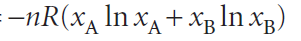 = −nR(x_A ln x_A + x_B ln x_B)